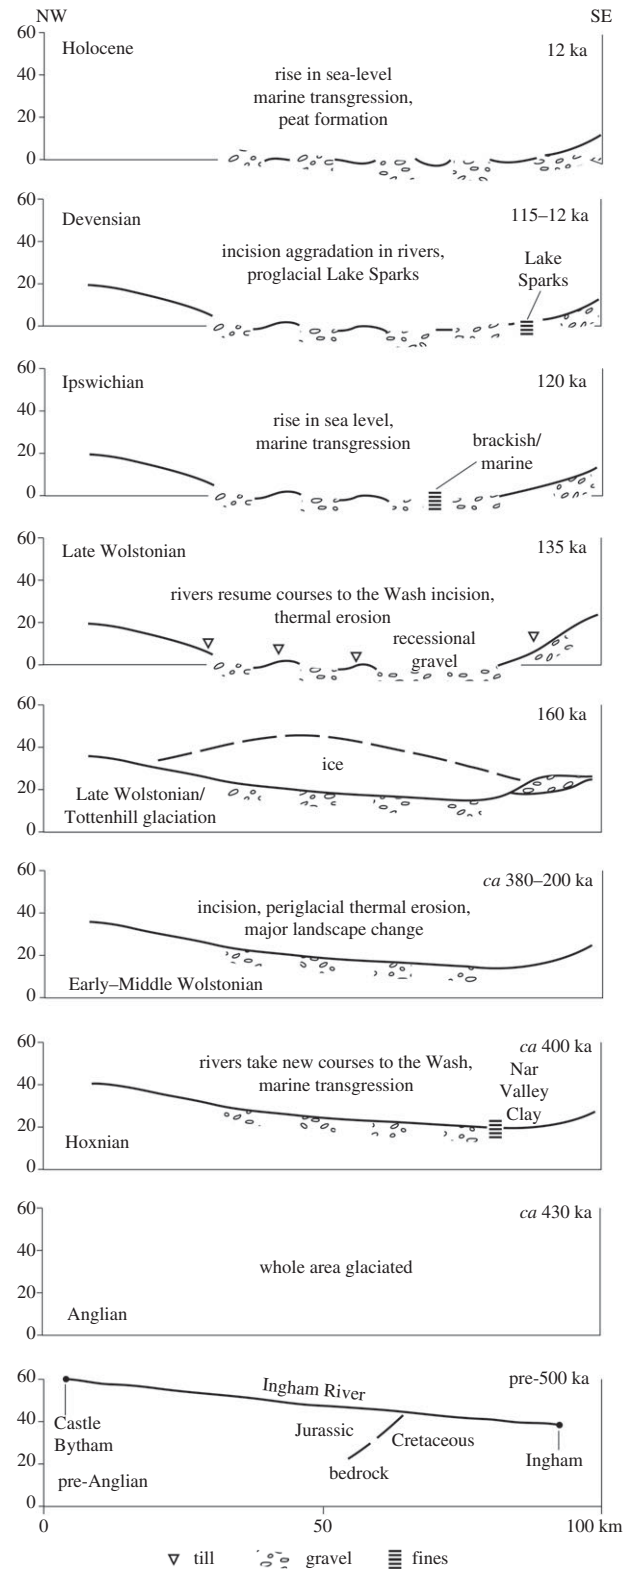 NW
SE
60
40
20
0
Holocene
12 ka
rise in sea-level
marine transgression,
peat formation
60
40
20
0
Devensian
115–12 ka
incision aggradation in rivers,
proglacial Lake Sparks
Lake
Sparks
60
40
20
0
Ipswichian
120 ka
rise in sea level,
marine transgression
brackish/
marine
60
40
20
0
Late Wolstonian
135 ka
rivers resume courses to the Wash incision,
thermal erosion
recessional
gravel
60
40
20
0
160 ka
ice
Late Wolstonian/
Tottenhill glaciation
60
40
20
0
ca 380–200 ka
incision, periglacial thermal erosion,
major landscape change
Early–Middle Wolstonian
60
40
20
0
ca 400 ka
rivers take new courses to the Wash,
marine transgression
Nar
Valley
Clay
Hoxnian
60
40
20
0
ca 430 ka
whole area glaciated
Anglian
60
40
20
0
pre-500 ka
Ingham River
Castle
Bytham
Jurassic
Cretaceous
bedrock
Ingham
pre-Anglian
0
50
100 km
till
gravel
fines